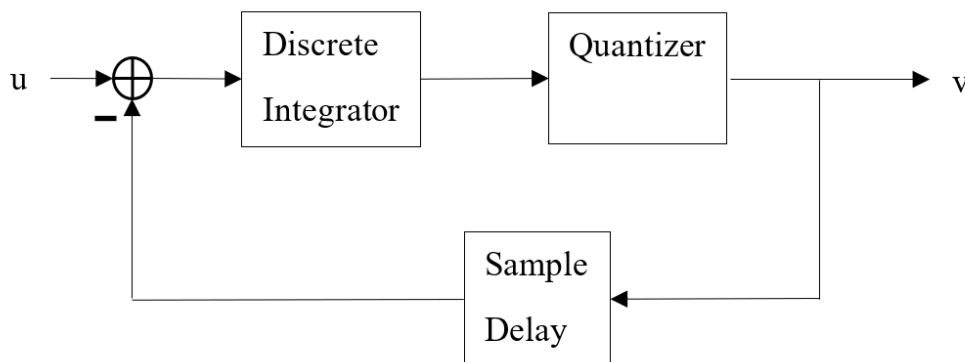 Discrete
Integrator
Quantizer
u
v
−
Sample
Delay